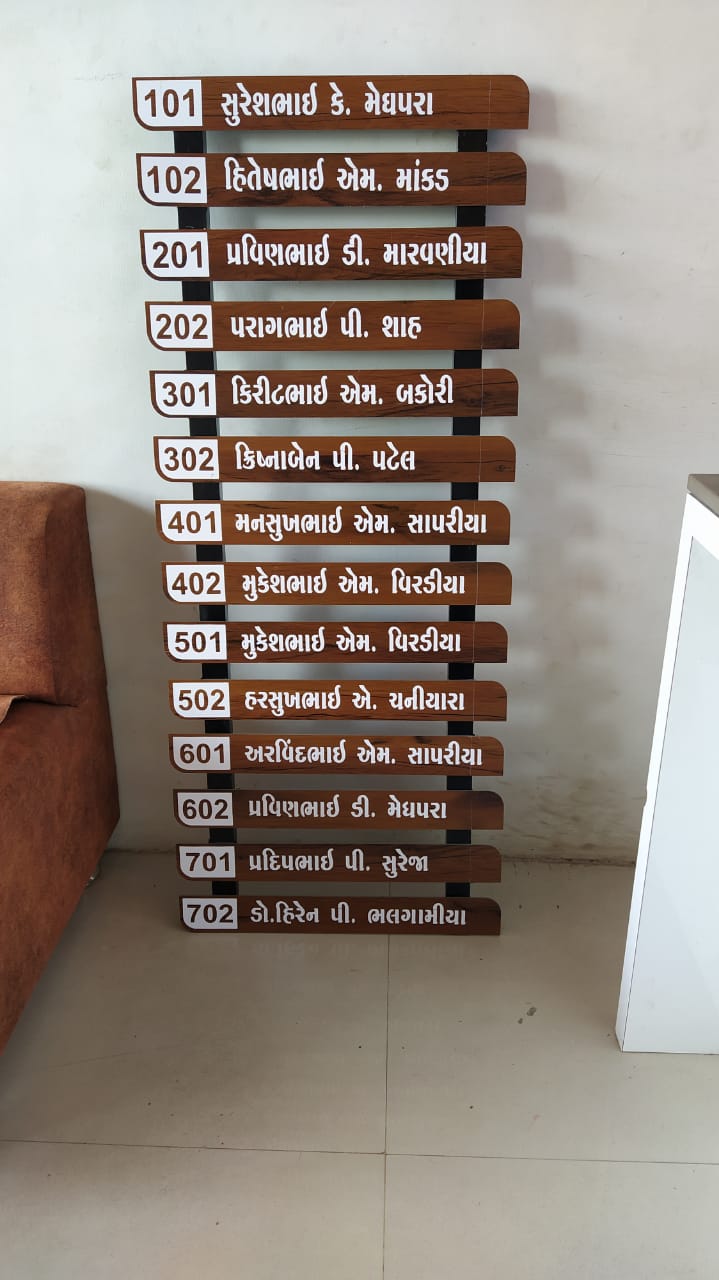 101 સુરેશભાઈ કે. મેઘપરા
102 હિતેષભાઈ એમ. માંકડ
201 પ્રવિણભાઈ ડી. મારવણીયા
202 પરાગભાઈ પી. શાહ
301 કિરીટભાઈ એમ. બકોરી
302 ક્રિષ્નાબેન પી. પટેલ
401 મનસુખભાઈ એમ. સાપરીયા
402 મુકેશભાઈ એમ. વિરડીયા
501 મુકેશભાઈ એમ. વિરડીયા
502 હરસુખભાઈ એ. ચનીયારા
601 અરવિંદભાઈ એમ. સાપરીયા
602 પ્રવિણભાઈ ડી. મેઘપરા
701 પ્રદિપભાઈ પી. સુરેજા
702 ડો.હિરેન પી. ભલગામીયા